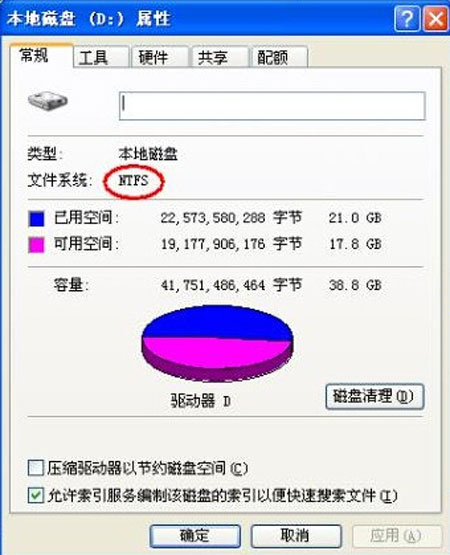 本地磁盘 (D:) 属性
常规 工具 硬件 共享 配额
类型: 本地磁盘
文件系统: NTFS
已用空间: 22,573,580,288 字节 21.0 GB
可用空间: 19,177,906,176 字节 17.8 GB
容量: 41,751,486,464 字节 38.8 GB
驱动器 D
磁盘清理(D)
压缩驱动器以节约磁盘空间(C)
允许索引服务编制该磁盘的索引以便快速搜索文件(I)
确定 取消 应用(A)